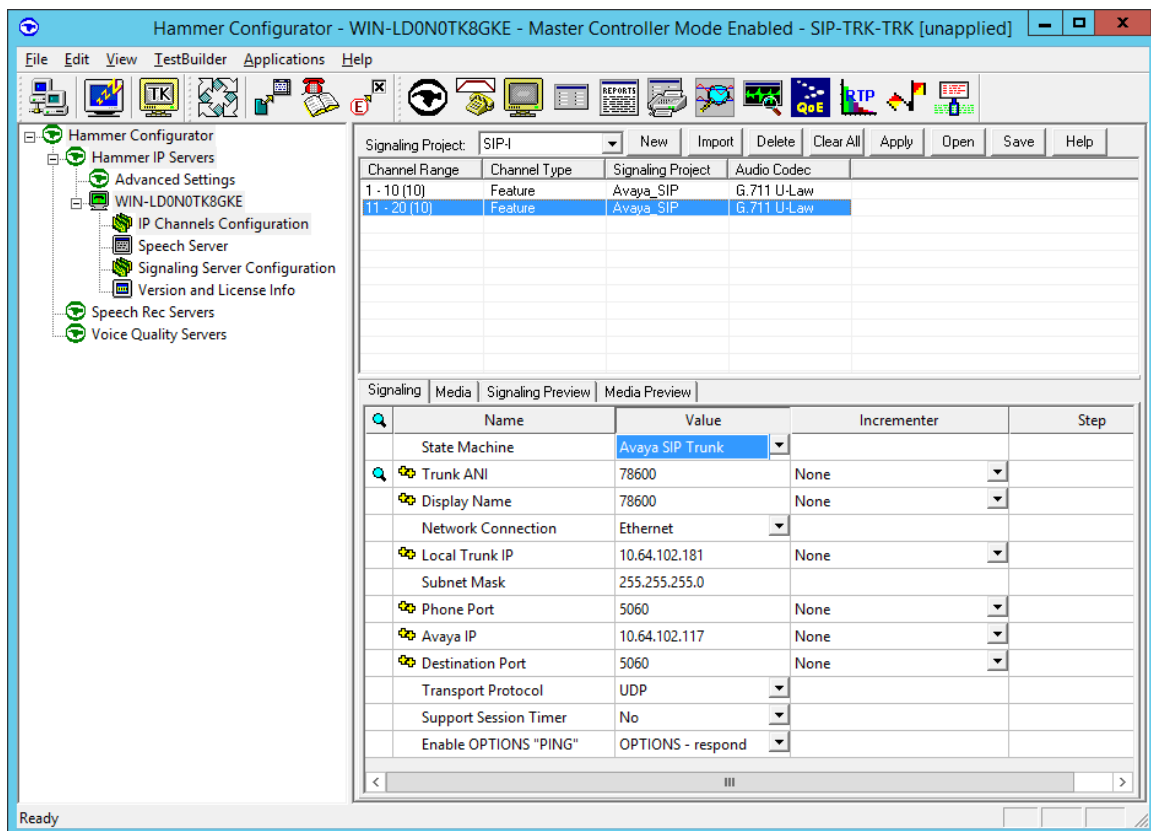 Hammer Configurator - WIN-LD0N0TK8GKE - Master Controller Mode Enabled - SIP-TRK-TRK [unapplied]
File Edit View TestBuilder Applications Help
TK
REPORTS
QoE
RTP
Hammer Configurator
Hammer IP Servers
Advanced Settings
WIN-LD0N0TK8GKE
IP Channels Configuration
Speech Server
Signaling Server Configuration
Version and License Info
Speech Rec Servers
Voice Quality Servers
Signaling Project: SIP-I New Import Delete Clear All Apply Open Save Help
Channel Range Channel Type Signaling Project Audio Codec
1 - 10 (10) Feature Avaya_SIP G.711 U-Law
11 - 20 (10) Feature Avaya_SIP G.711 U-Law
Signaling Media Signaling Preview Media Preview
Name Value Incrementer Step
State Machine Avaya SIP Trunk
Trunk ANI 78600 None
Display Name 78600 None
Network Connection Ethernet
Local Trunk IP 10.64.102.181 None
Subnet Mask 255.255.255.0
Phone Port 5060 None
Avaya IP 10.64.102.117 None
Destination Port 5060 None
Transport Protocol UDP
Support Session Timer No
Enable OPTIONS "PING" OPTIONS - respond
Ready